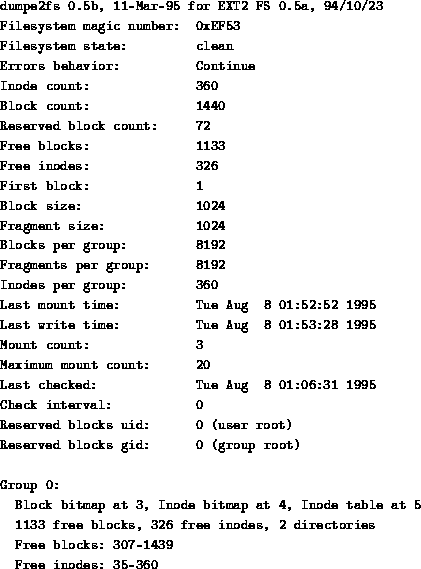 dumpe2fs 0.5b, 11-Mar-95 for EXT2 FS 0.5a, 94/10/23
Filesystem magic number:  0xEF53
Filesystem state:         clean
Errors behavior:          Continue
Inode count:              360
Block count:              1440
Reserved block count:     72
Free blocks:              1133
Free inodes:              326
First block:              1
Block size:               1024
Fragment size:            1024
Blocks per group:         8192
Fragments per group:      8192
Inodes per group:         360
Last mount time:          Tue Aug  8 01:52:52 1995
Last write time:          Tue Aug  8 01:53:28 1995
Mount count:              3
Maximum mount count:      20
Last checked:             Tue Aug  8 01:06:31 1995
Check interval:           0
Reserved blocks uid:      0 (user root)
Reserved blocks gid:      0 (group root)

Group 0:
  Block bitmap at 3, Inode bitmap at 4, Inode table at 5
  1133 free blocks, 326 free inodes, 2 directories
  Free blocks: 307-1439
  Free inodes: 35-360